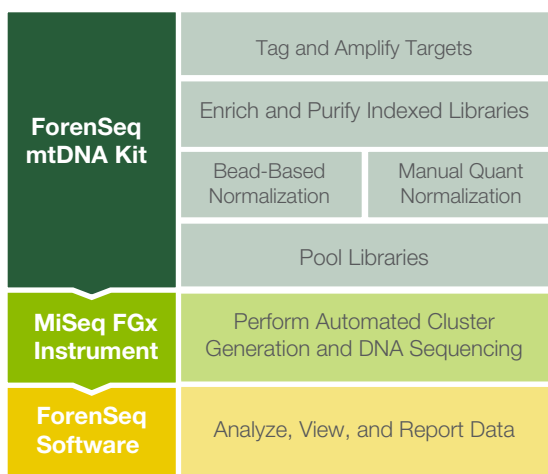 ForenSeq
mtDNA Kit
Tag and Amplify Targets
Enrich and Purify Indexed Libraries
Bead-Based
Normalization
Manual Quant
Normalization
Pool Libraries
MiSeq FGx
Instrument
Perform Automated Cluster
Generation and DNA Sequencing
ForenSeq
Software
Analyze, View, and Report Data